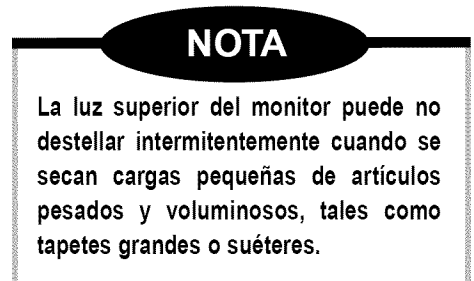 NOTA
La luz superior del monitor puede no
destellar intermitentemente cuando se
secan cargas pequeñas de artículos
pesados y voluminosos, tales como
tapetes grandes o suéteres.